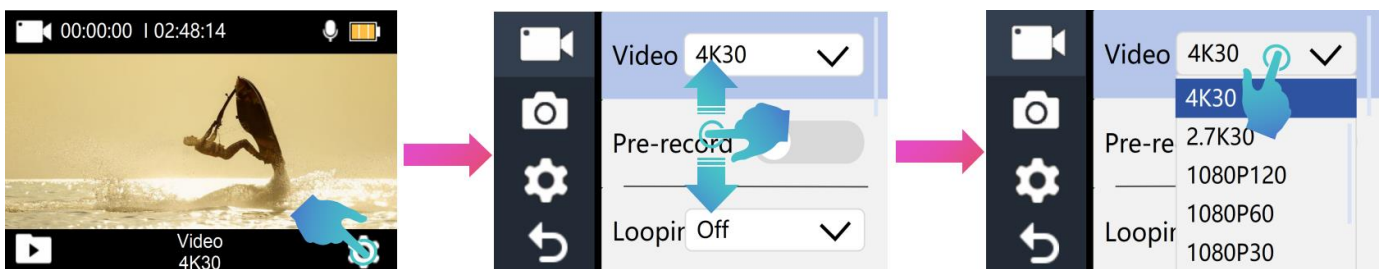 00:00:00 I 02:48:14
Video
4K30
Video 4K30
Pre-record
Loopin Off
Video 4K30
4K30
Pre-re 2.7K30
1080P120
1080P60
Loopin 1080P30